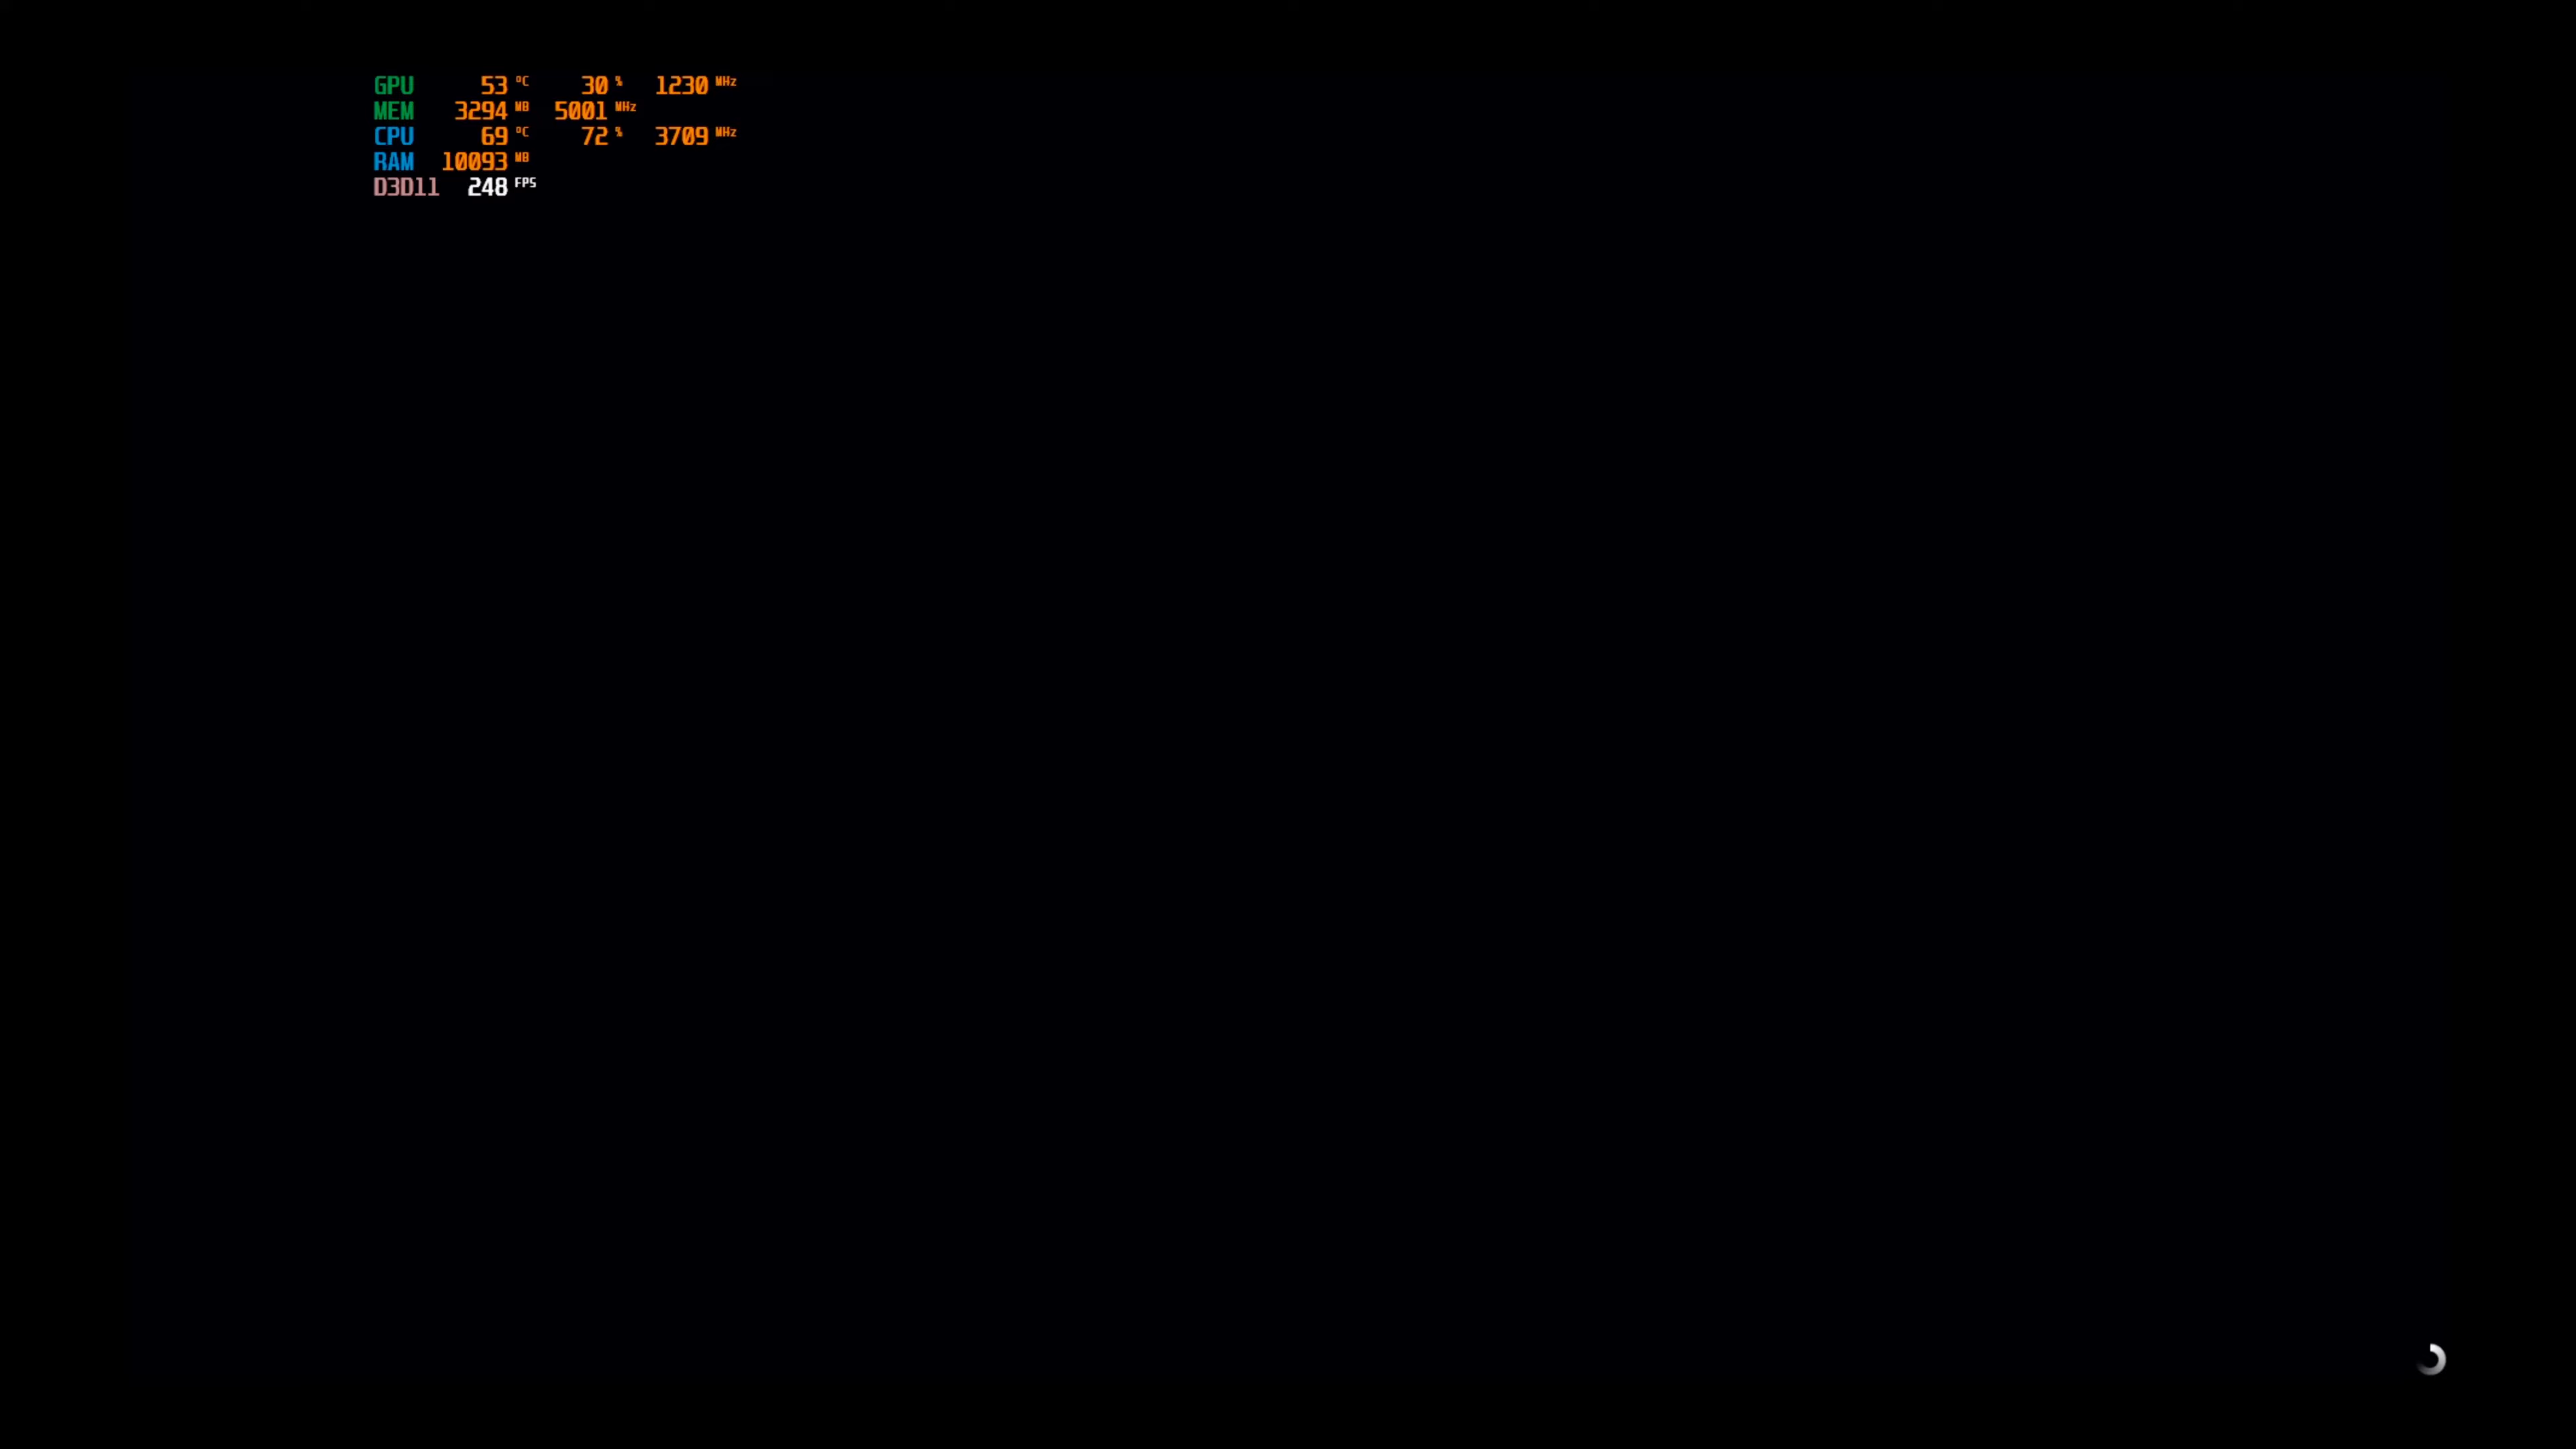 GPU 53 °C 30 % 1230 MHz
MEM 3294 MB 5001 MHz
CPU 69 °C 72 % 3709 MHz
RAM 10093 MB
D3D11 248 FPS